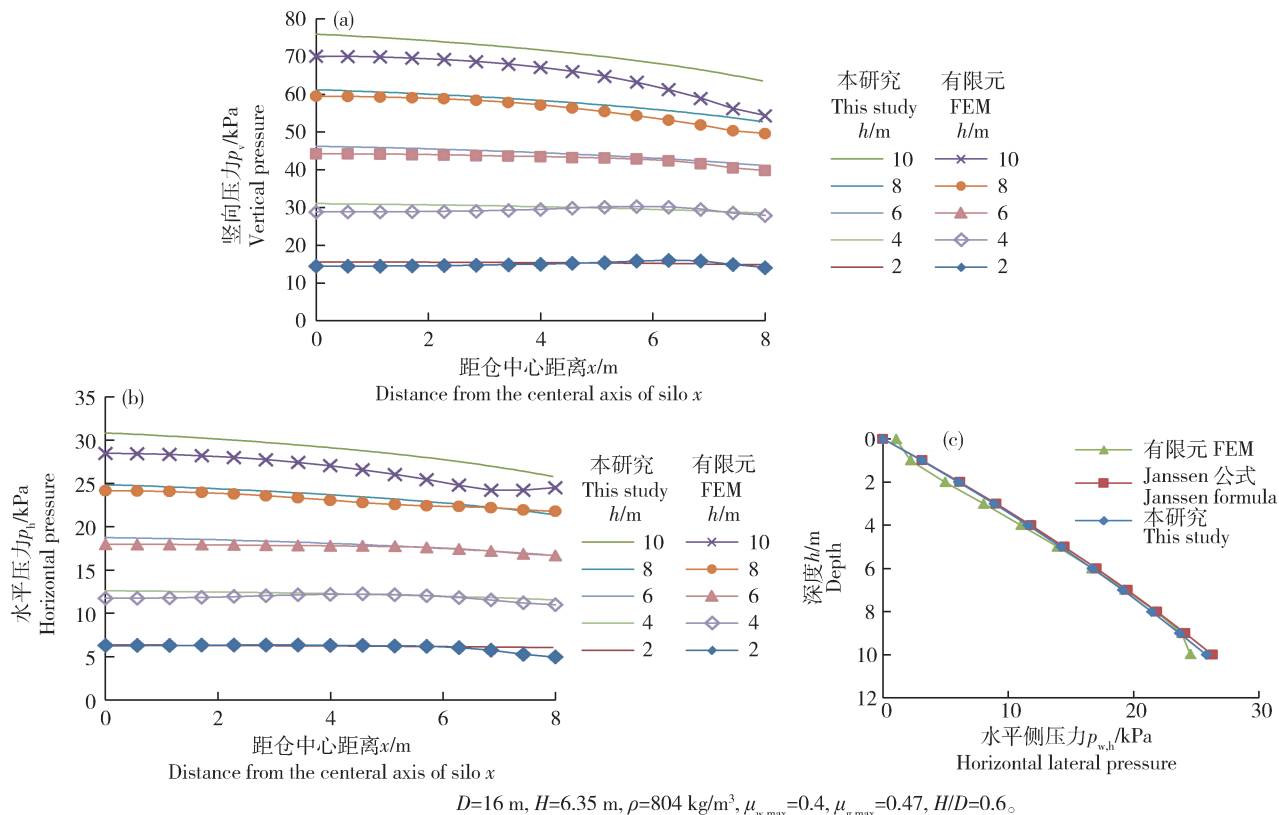 (a)
80
70
60
50
40
30
20
10
0
竖向压力pv/kPa
Vertical pressure
0 2 4 6 8
距仓中心距离x/m
Distance from the centeral axis of silo x
本研究 有限元
This study FEM
h/m h/m
10 10
8 8
6 6
4 4
2 2
(b)
35
30
25
20
15
10
5
0
水平压力ph/kPa
Horizontal pressure
0 2 4 6 8
距仓中心距离x/m
Distance from the centeral axis of silo x
本研究 有限元
This study FEM
h/m h/m
10 10
8 8
6 6
4 4
2 2
(c)
0
2
4
6
8
10
12
深度h/m
Depth
0 10 20 30
水平侧压力pw,h/kPa
Horizontal lateral pressure
有限元 FEM
Janssen 公式
Janssen formula
本研究
This study
D=16 m, H=6.35 m, ρ=804 kg/m³, μw,max=0.4, μg,max=0.47, H/D=0.6。